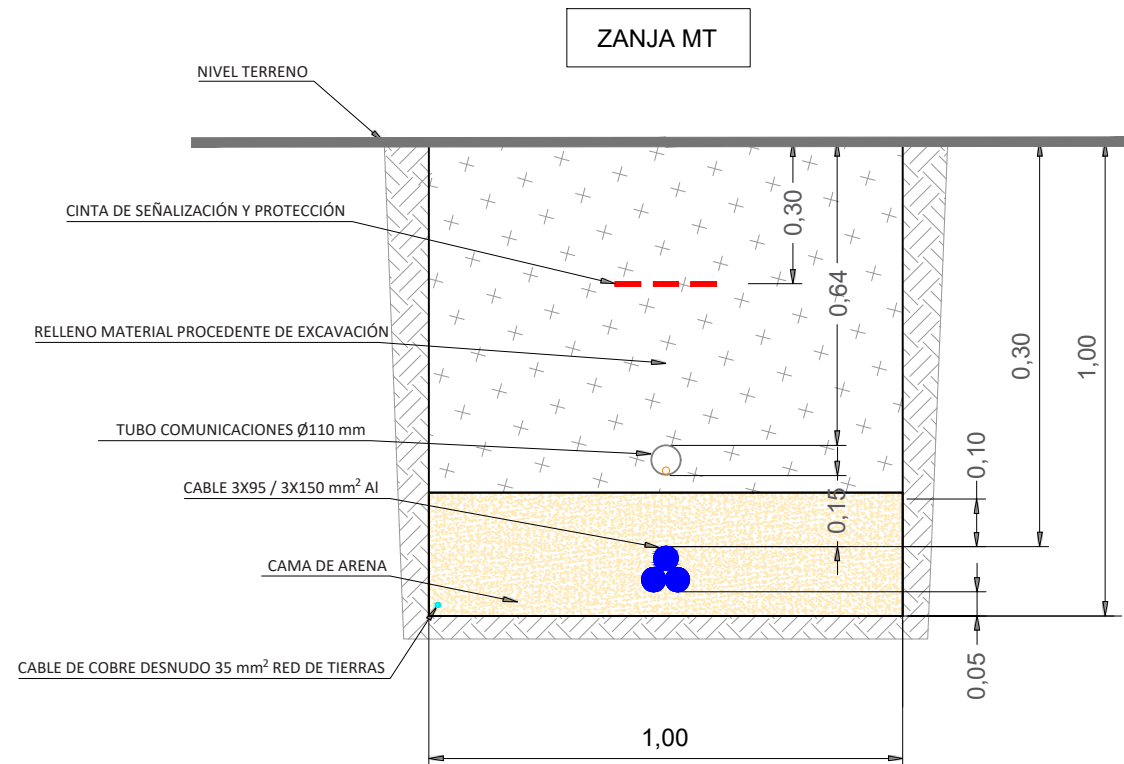 ZANJA MT
NIVEL TERRENO
CINTA DE SEÑALIZACIÓN Y PROTECCIÓN
0,30
0,64
RELLENO MATERIAL PROCEDENTE DE EXCAVACIÓN
0,30
1,00
TUBO COMUNICACIONES Ø110 mm
0,10
CABLE 3X95 / 3X150 mm² Al
0,15
CAMA DE ARENA
CABLE DE COBRE DESNUDO 35 mm² RED DE TIERRAS
0,05
1,00